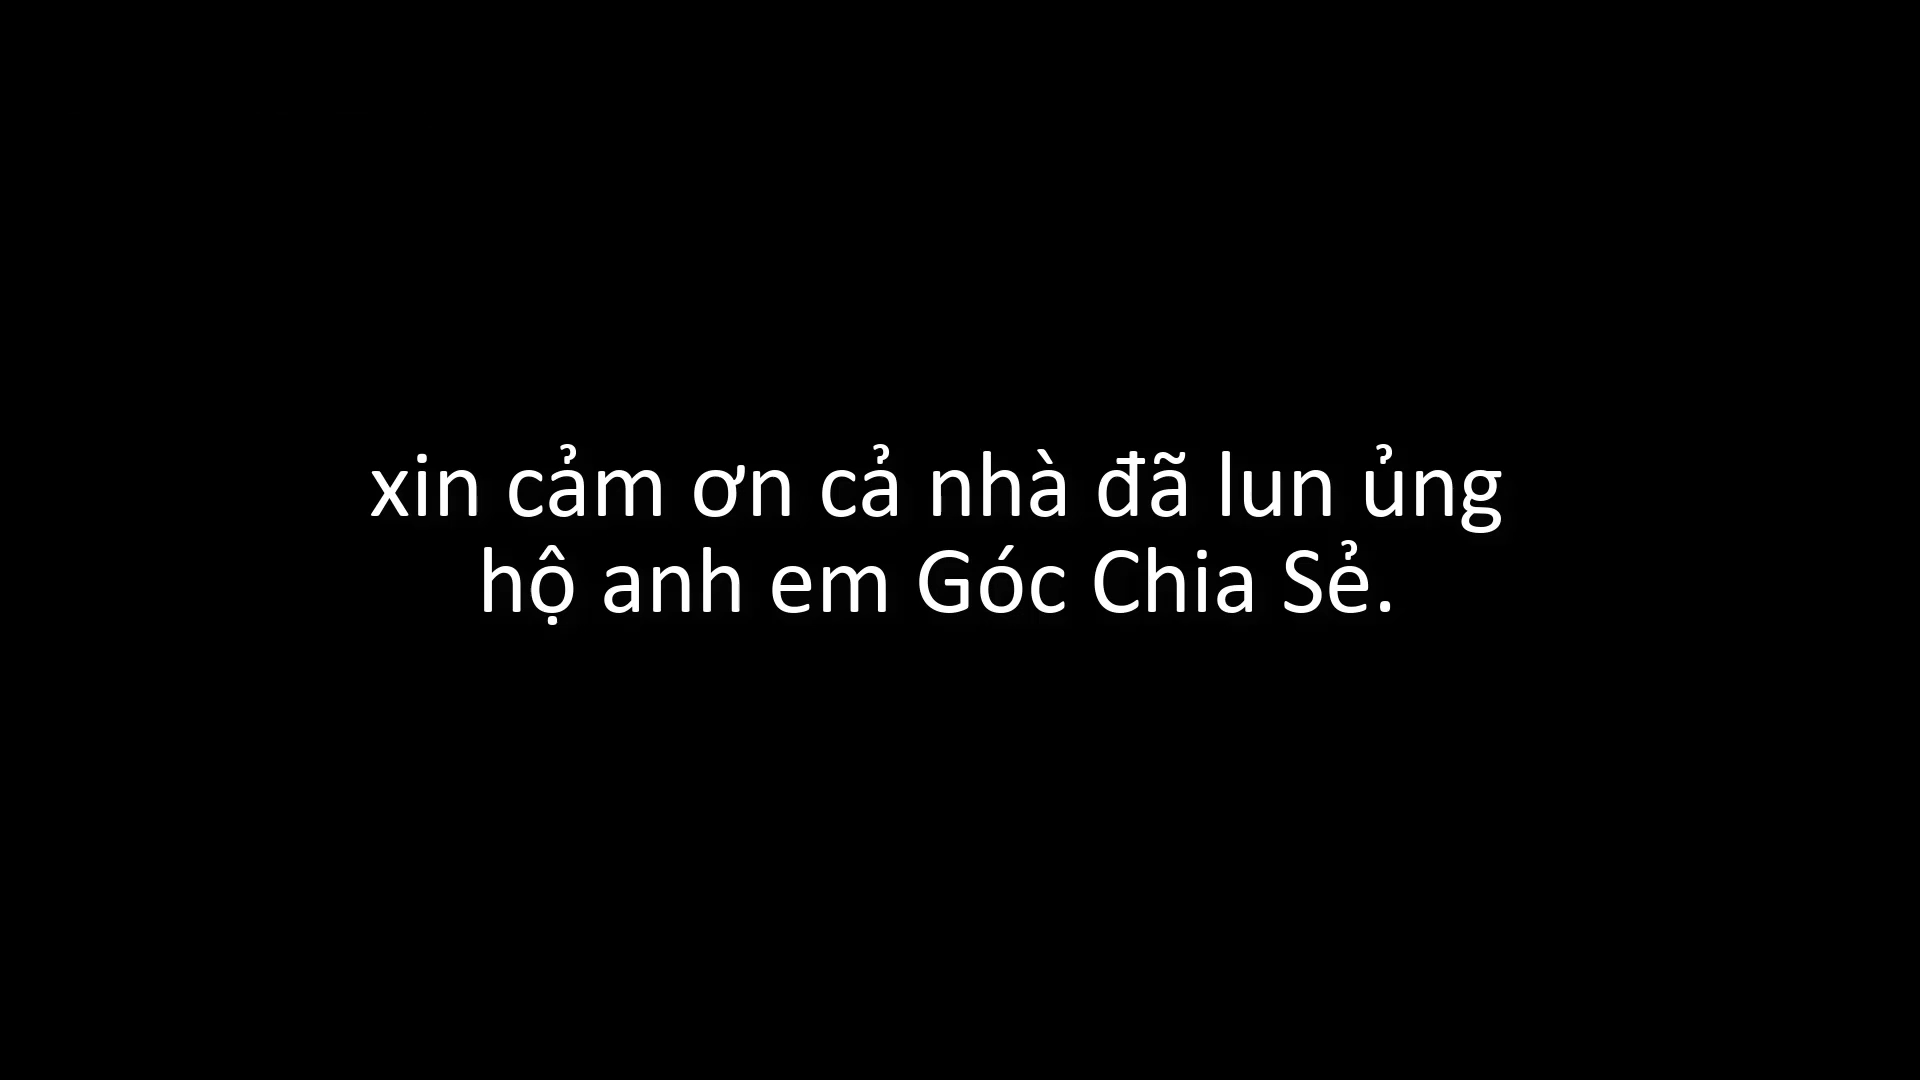 xin cảm ơn cả nhà đã lun ủng
hộ anh em Góc Chia Sẻ.